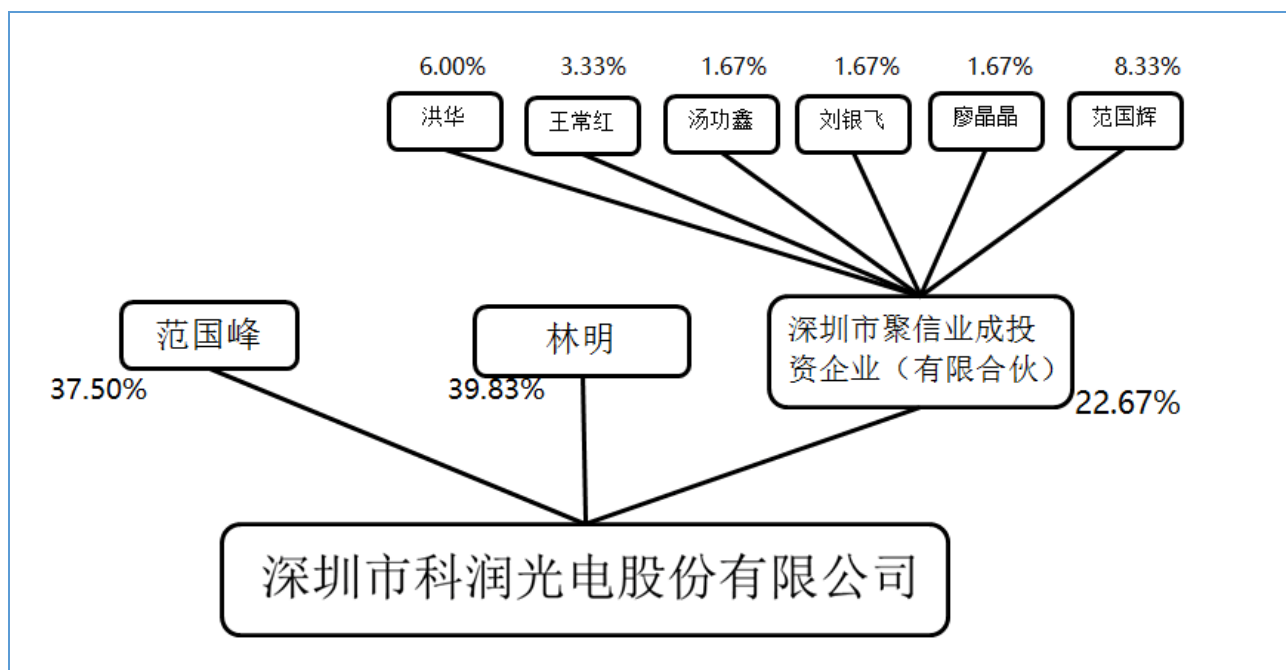 6.00% 3.33% 1.67% 1.67% 1.67% 8.33%
洪华 王常红 汤功鑫 刘银飞 廖晶晶 范国辉
范国峰
37.50%
林明
39.83%
深圳市聚信业成投
资企业（有限合伙）
22.67%
深圳市科润光电股份有限公司